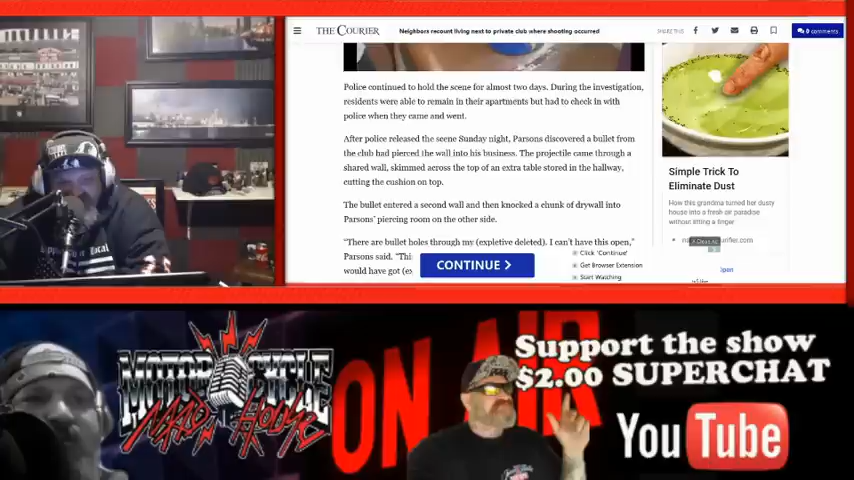 THE COURIER
Neighbors recount living next to private club where shooting occurred
SHARE THIS
0 comments
Police continued to hold the scene for almost two days. During the investigation,
residents were able to remain in their apartments but had to check in with
police when they came and went.
After police released the scene Sunday night, Parsons discovered a bullet from
the club had pierced the wall into his business. The projectile came through a
shared wall, skimmed across the top of an extra table stored in the hallway,
cutting the cushion on top.
The bullet entered a second wall and then knocked a chunk of drywall into
Parsons' piercing room on the other side.
“There are bullet holes through my (expletive deleted). I can't have this open,”
Parsons said. “Thi
would have got (e
CONTINUE
Click 'Continue'
Get Browser Extension
Start Watching
Simple Trick To
Eliminate Dust
How this grandma turned her dusty
house into a fresh air paradise
without sitting a finger
Open
MOTORCYCLE
MAD HOUSE
ON AIR
Support the show
$2.00 SUPERCHAT
YouTube